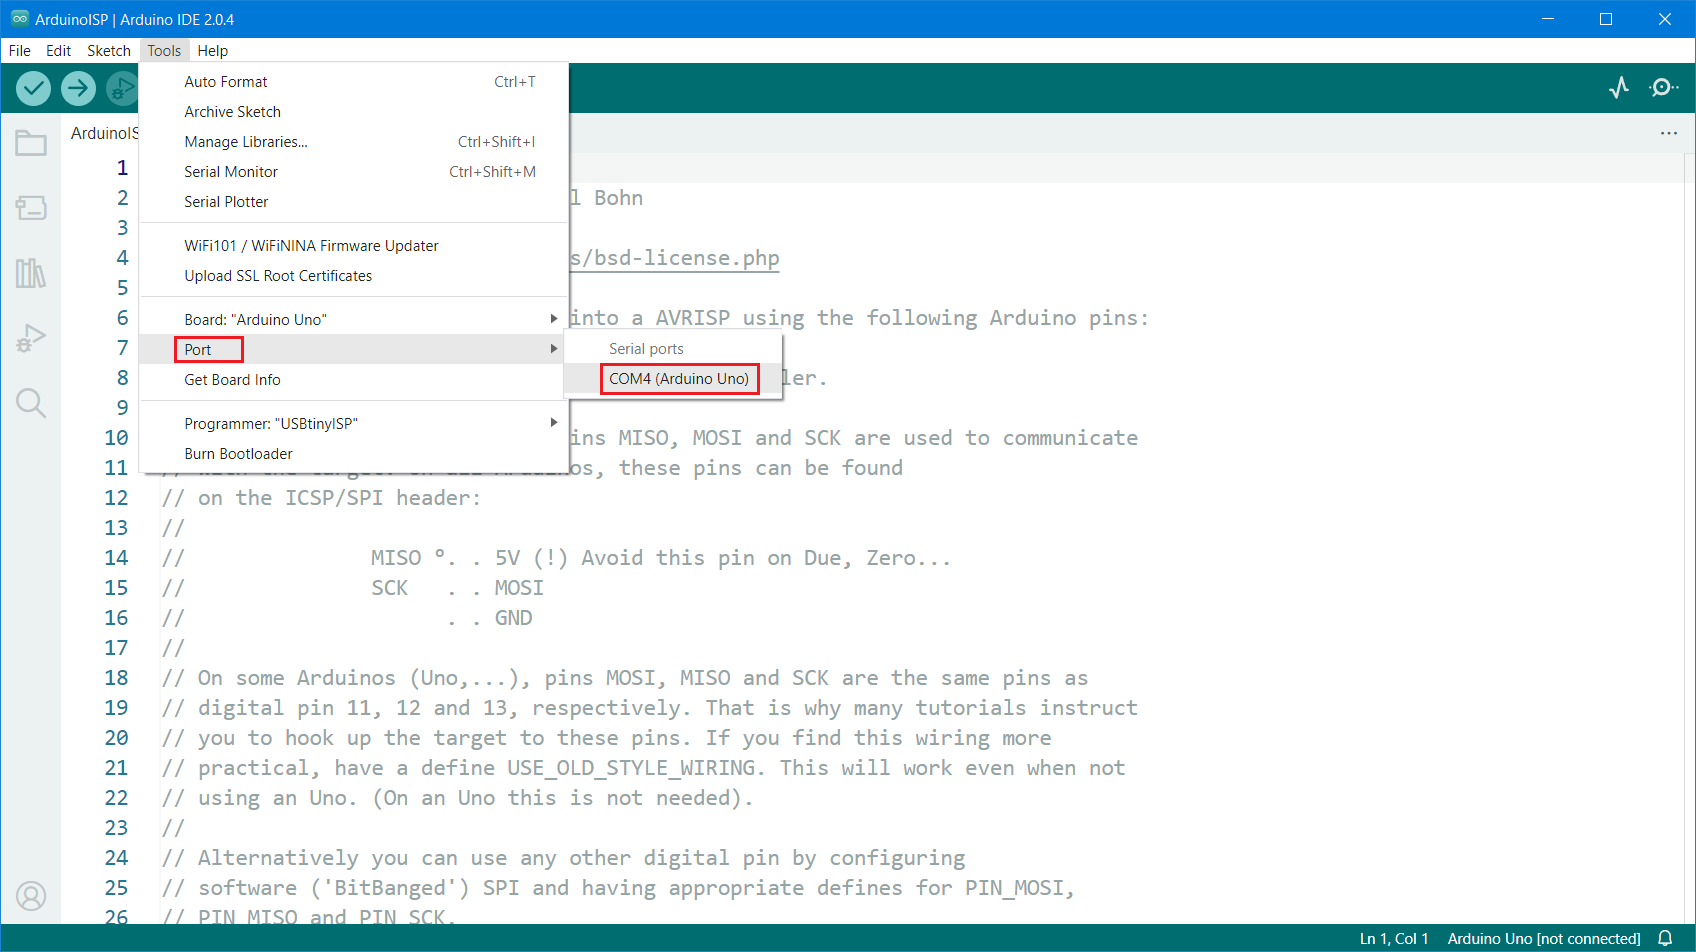 ArduinoISP | Arduino IDE 2.0.4
File Edit Sketch Tools Help
Auto Format Ctrl+T
Archive Sketch
Manage Libraries... Ctrl+Shift+I
Serial Monitor Ctrl+Shift+M
Serial Plotter
WiFi101 / WiFiNINA Firmware Updater
Upload SSL Root Certificates
Board: "Arduino Uno"
Port
Get Board Info
Programmer: "USBtinyISP"
Burn Bootloader
Serial ports
COM4 (Arduino Uno)
ArduinoIS
...
1
2 l Bohn
3
4 s/bsd-license.php
5
6 into a AVRISP using the following Arduino pins:
7
8 ler.
9
10 ins MISO, MOSI and SCK are used to communicate
11 these pins can be found
12 // on the ICSP/SPI header:
13 //
14 // MISO °. . 5V (!) Avoid this pin on Due, Zero...
15 // SCK . . MOSI
16 // . . GND
17 //
18 // On some Arduinos (Uno,...), pins MOSI, MISO and SCK are the same pins as
19 // digital pin 11, 12 and 13, respectively. That is why many tutorials instruct
20 // you to hook up the target to these pins. If you find this wiring more
21 // practical, have a define USE_OLD_STYLE_WIRING. This will work even when not
22 // using an Uno. (On an Uno this is not needed).
23 //
24 // Alternatively you can use any other digital pin by configuring
25 // software ('BitBanged') SPI and having appropriate defines for PIN_MOSI,
26 // PIN_MISO and PIN_SCK.
Ln 1, Col 1 Arduino Uno [not connected]